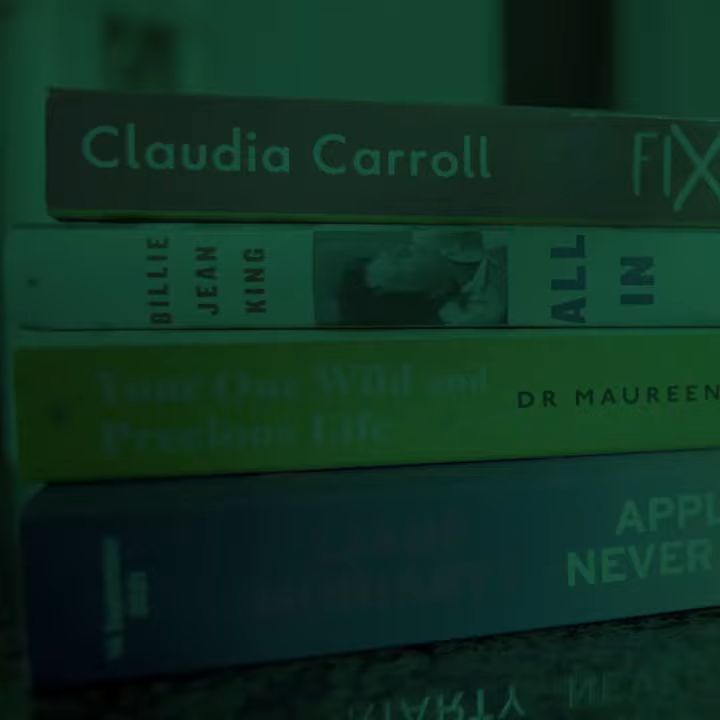 Claudia Carroll FIX
BILLIE
JEAN
KING
ALL
IN
Your One Wild and
Precious Life
DR MAUREEN
APPL
NEVER